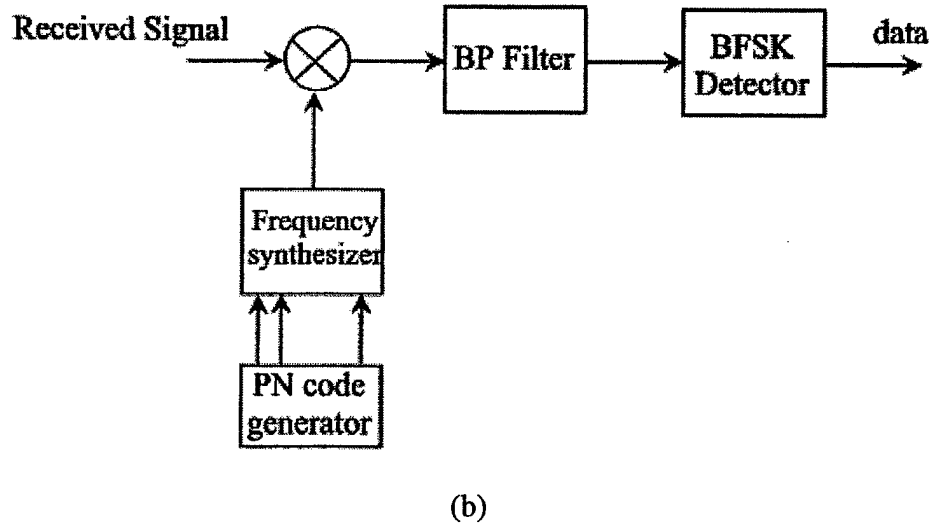 Received Signal
BP Filter
BFSK
Detector
data
Frequency
synthesizer
PN code
generator
(b)